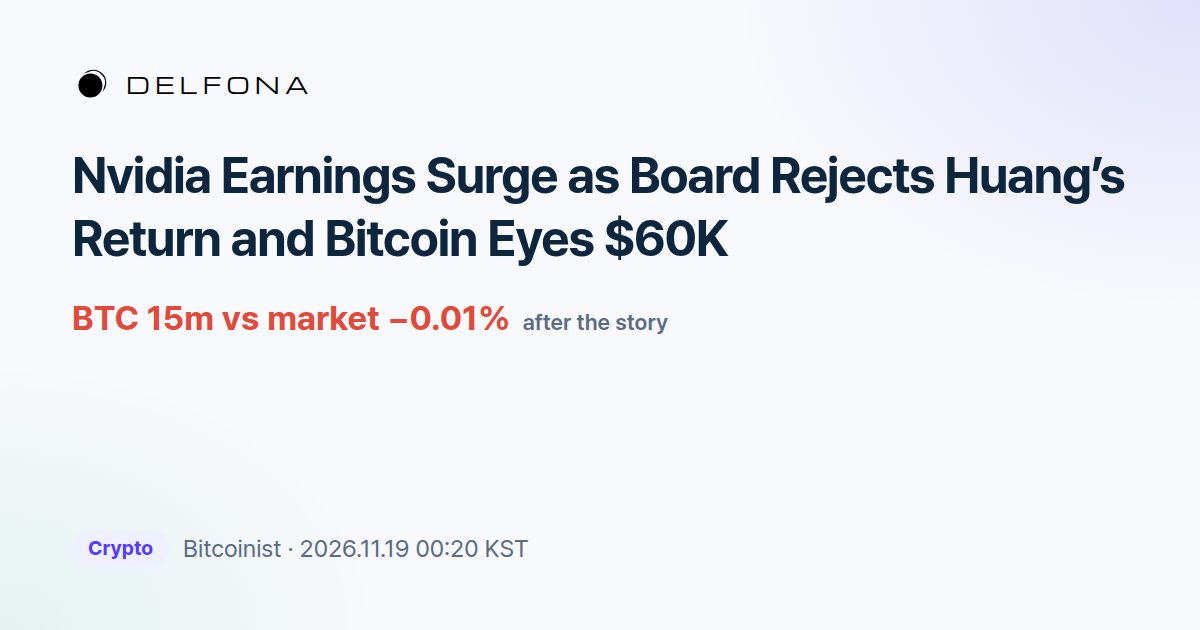 DELFONA
Nvidia Earnings Surge as Board Rejects Huang’s
Return and Bitcoin Eyes $60K
BTC 15m vs market −0.01% after the story
Crypto Bitcoinist · 2026.11.19 00:20 KST